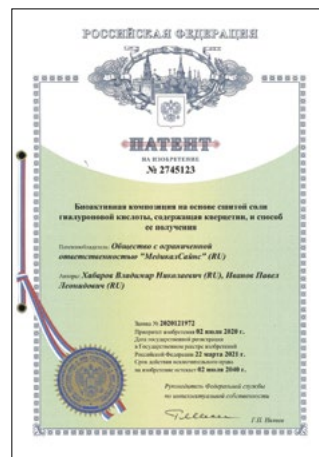 РОССИЙСКАЯ ФЕДЕРАЦИЯ
ПАТЕНТ
НА ИЗОБРЕТЕНИЕ
№ 2745123
Биоактивная композиция на основе сшитой соли
гиалуроновой кислоты, содержащая кверцетин, и способ
ее получения
Патентообладатель: Общество с ограниченной
ответственностью "МедикалСайнс" (RU)
Авторы: Хабаров Владимир Николаевич (RU), Иванов Павел
Леонидович (RU)
Заявка № 2020121972
Приоритет изобретения 02 июля 2020 г.
Дата государственной регистрации
в Государственном реестре изобретений
Российской Федерации 22 марта 2021 г.
Срок действия исключительного права
на изобретение истекает 02 июля 2040 г.
Руководитель Федеральной службы
по интеллектуальной собственности
Г.П. Ивлиев